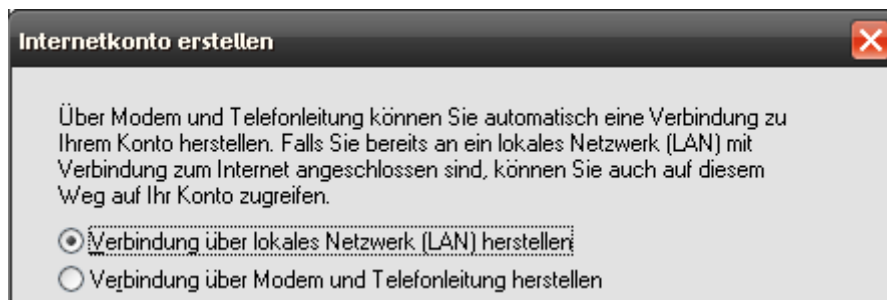 Internetkonto erstellen
Über Modem und Telefonleitung können Sie automatisch eine Verbindung zu
Ihrem Konto herstellen. Falls Sie bereits an ein lokales Netzwerk (LAN) mit
Verbindung zum Internet angeschlossen sind, können Sie auch auf diesem
Weg auf Ihr Konto zugreifen.
Verbindung über lokales Netzwerk (LAN) herstellen
Verbindung über Modem und Telefonleitung herstellen